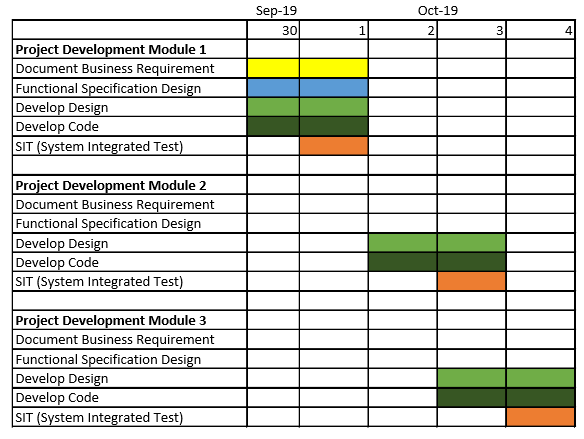 Sep-19 Oct-19
30 1 2 3 4
Project Development Module 1
Document Business Requirement
Functional Specification Design
Develop Design
Develop Code
SIT (System Integrated Test)
Project Development Module 2
Document Business Requirement
Functional Specification Design
Develop Design
Develop Code
SIT (System Integrated Test)
Project Development Module 3
Document Business Requirement
Functional Specification Design
Develop Design
Develop Code
SIT (System Integrated Test)